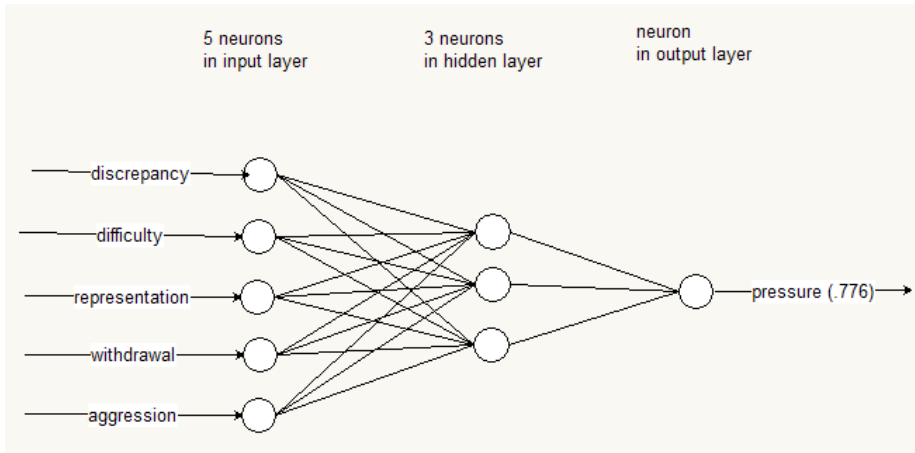 5 neurons
in input layer
3 neurons
in hidden layer
neuron
in output layer
discrepancy
difficulty
representation
pressure (.776)
withdrawal
aggression